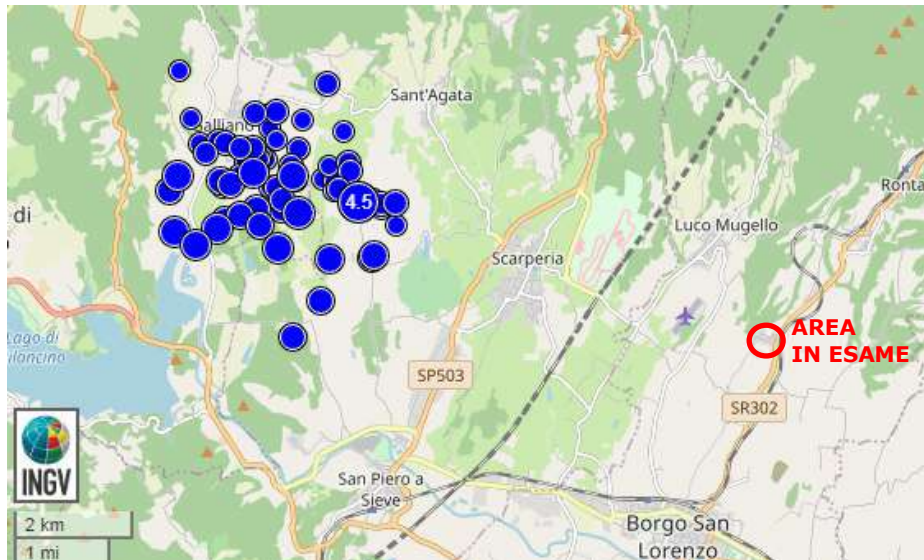 Sant'Agata
4.5
di
Ronta
Luco Mugello
Scarperia
Lago di
AREA
IN ESAME
SP503
SR302
INGV
San Piero a
Sieve
2 km
Borgo San
Lorenzo
1 mi